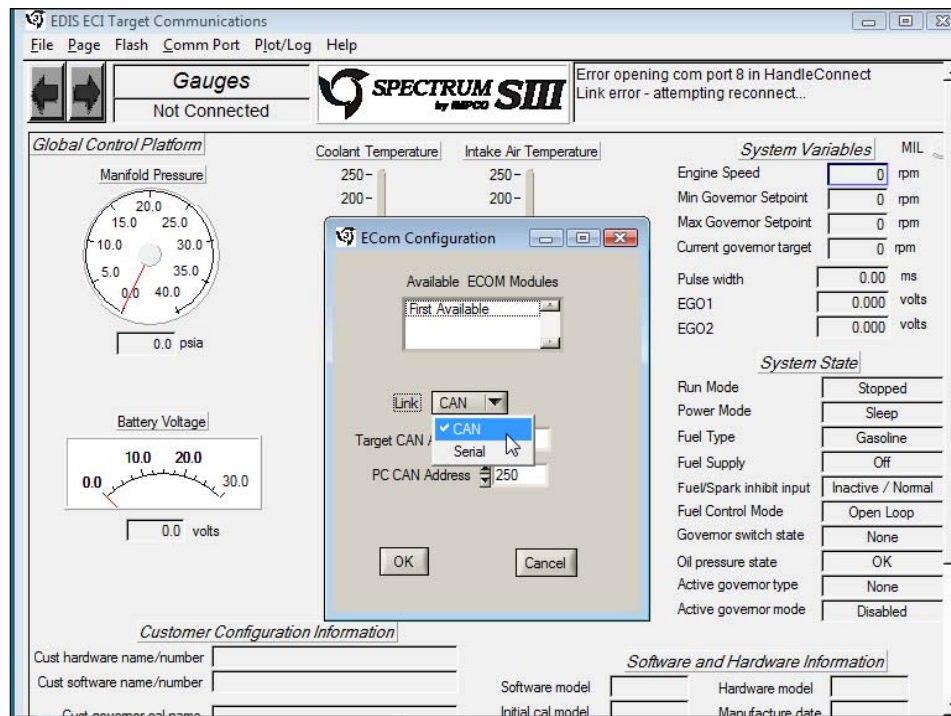 EDIS ECI Target Communications
File Page Flash Comm Port Plot/Log Help
Gauges
Not Connected
SPECTRUM SIII
by IMPCO
Error opening com port 8 in HandleConnect
Link error - attempting reconnect...
Global Control Platform
Manifold Pressure
20.0
15.0 25.0
10.0 30.0
5.0 35.0
0.0 40.0
0.0 psia
Battery Voltage
10.0 20.0
0.0 30.0
0.0 volts
Coolant Temperature
250
200
Intake Air Temperature
250
200
ECom Configuration
Available ECOM Modules
First Available
Link CAN
CAN
Serial
Target CAN A
PC CAN Address 250
OK Cancel
System Variables MIL
Engine Speed 0 rpm
Min Governor Setpoint 0 rpm
Max Governor Setpoint 0 rpm
Current governor target 0 rpm
Pulse width 0.00 ms
EGO1 0.000 volts
EGO2 0.000 volts
System State
Run Mode Stopped
Power Mode Sleep
Fuel Type Gasoline
Fuel Supply Off
Fuel/Spark inhibit input Inactive / Normal
Fuel Control Mode Open Loop
Governor switch state None
Oil pressure state OK
Active governor type None
Active governor mode Disabled
Customer Configuration Information
Cust hardware name/number
Cust software name/number
Cust governor cal name
Software and Hardware Information
Software model Hardware model
Initial cal model Manufacture date